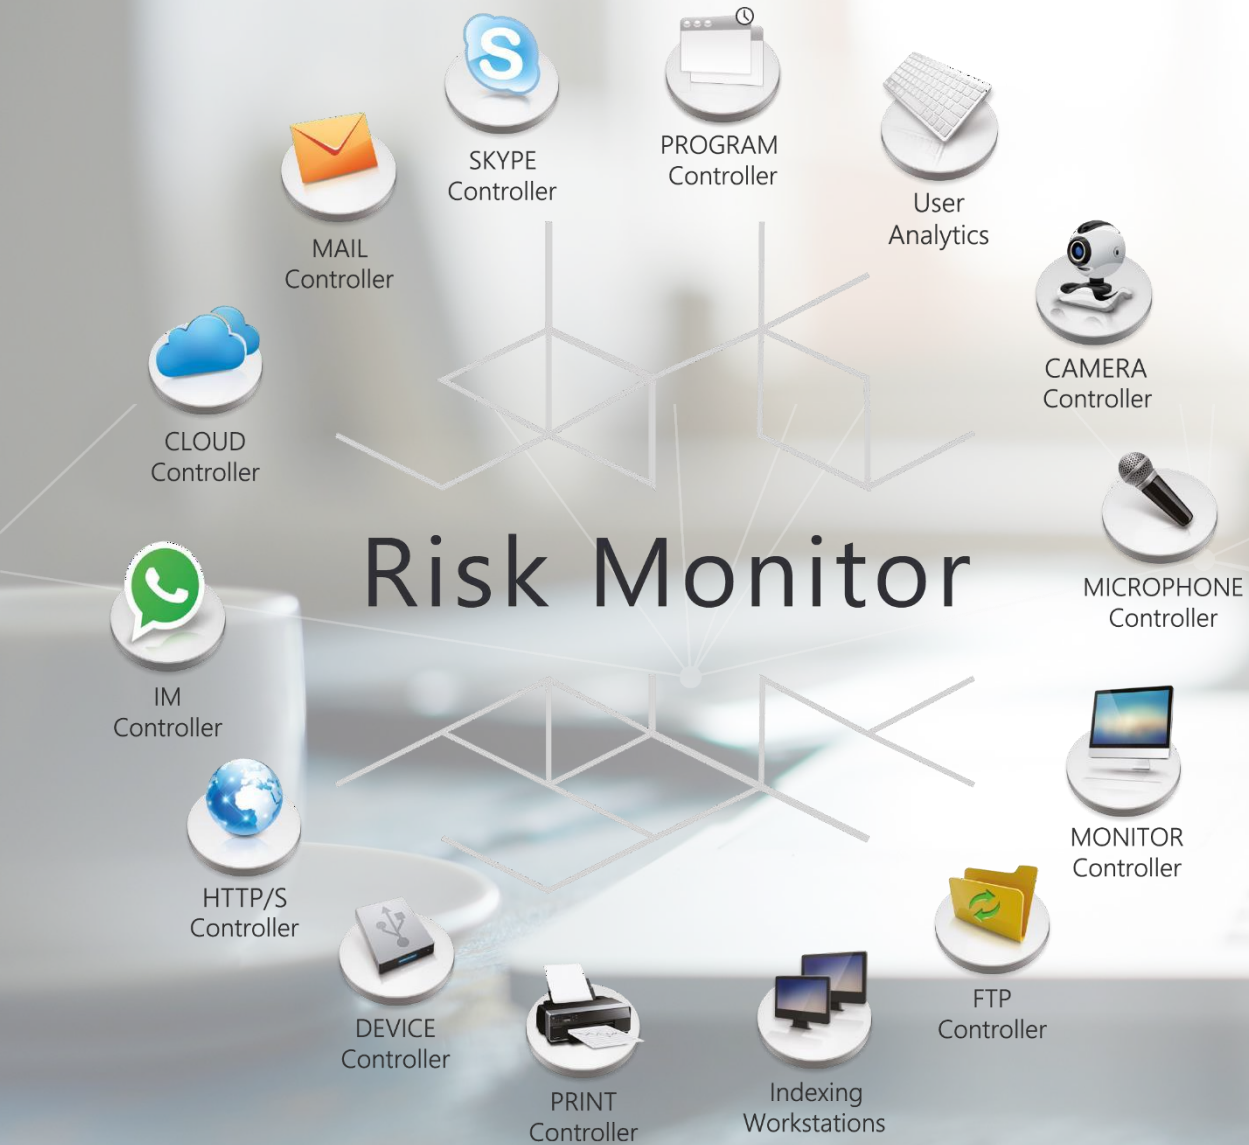 SKYPE
Controller
PROGRAM
Controller
User
Analytics
MAIL
Controller
CAMERA
Controller
CLOUD
Controller
Risk Monitor
MICROPHONE
Controller
IM
Controller
MONITOR
Controller
HTTP/S
Controller
FTP
Controller
DEVICE
Controller
Indexing
Workstations
PRINT
Controller